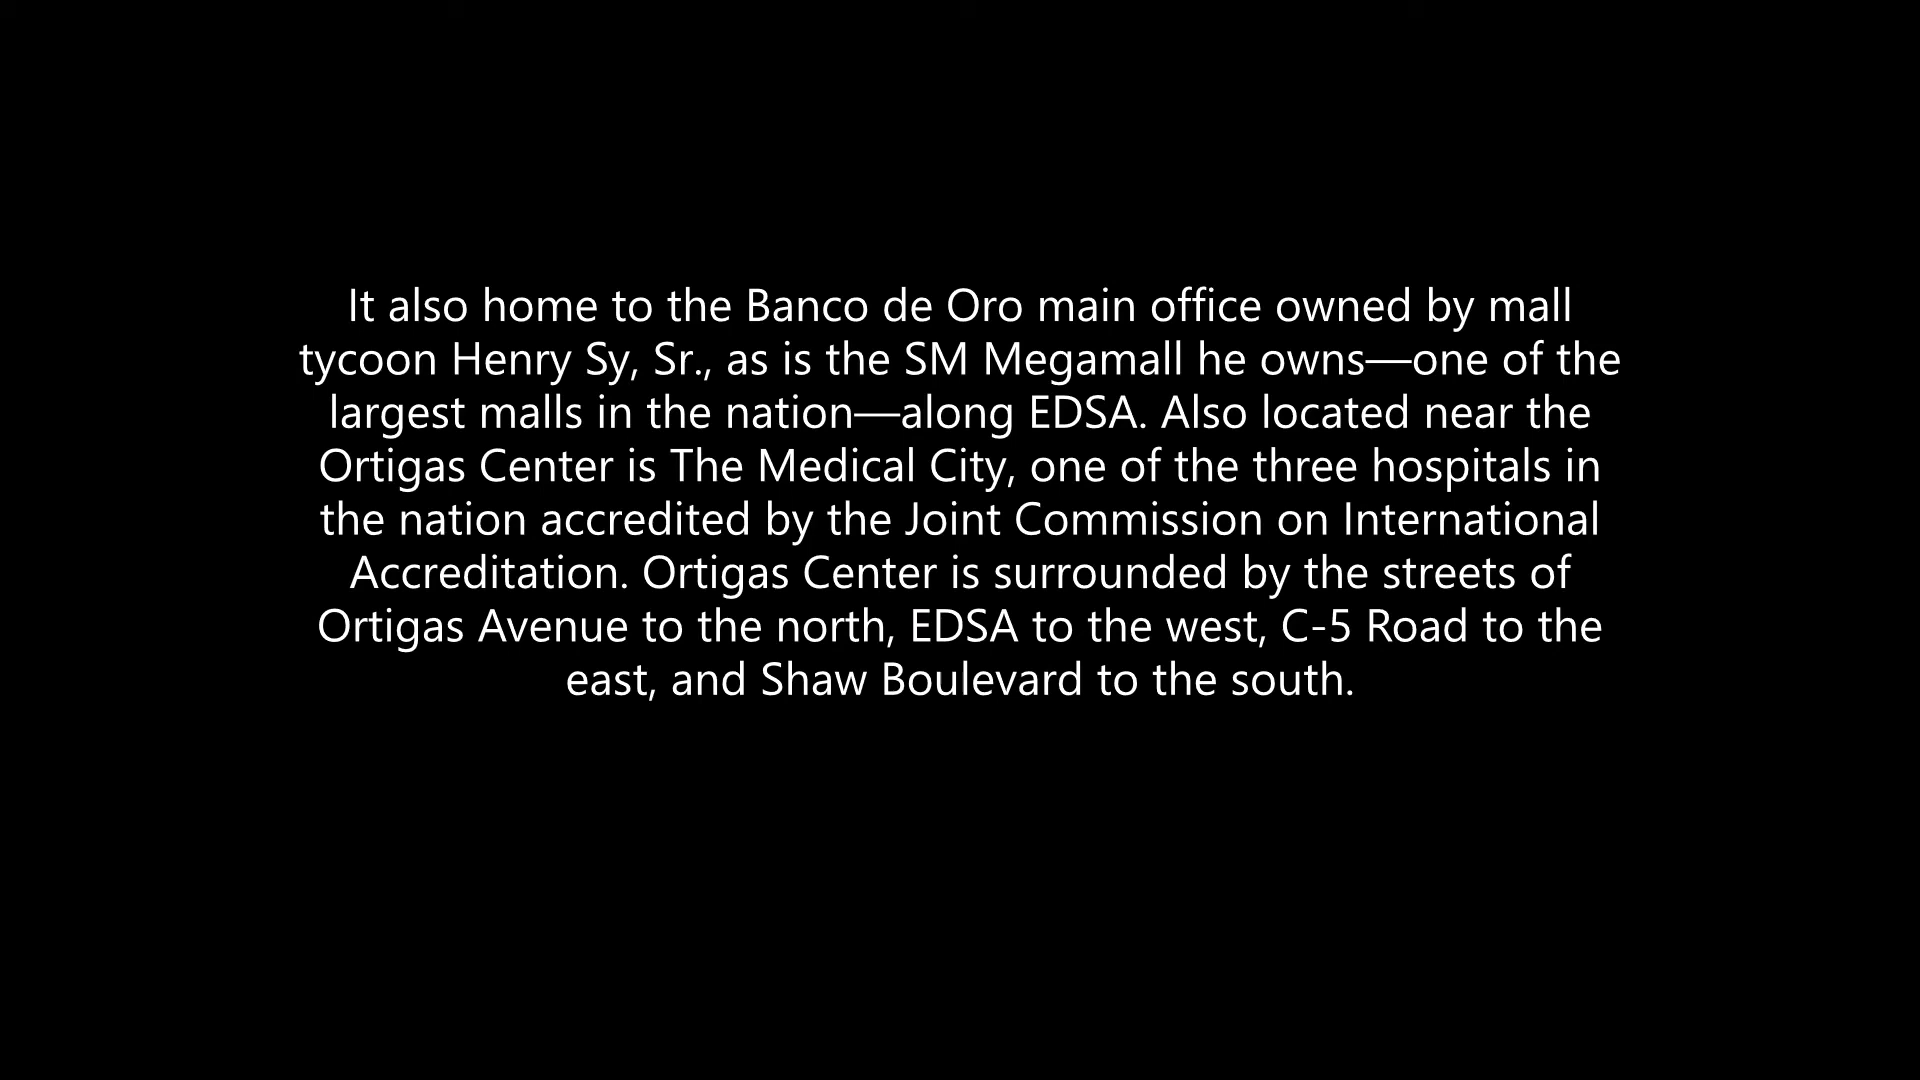 It also home to the Banco de Oro main office owned by mall
tycoon Henry Sy, Sr., as is the SM Megamall he owns—one of the
largest malls in the nation—along EDSA. Also located near the
Ortigas Center is The Medical City, one of the three hospitals in
the nation accredited by the Joint Commission on International
Accreditation. Ortigas Center is surrounded by the streets of
Ortigas Avenue to the north, EDSA to the west, C-5 Road to the
east, and Shaw Boulevard to the south.